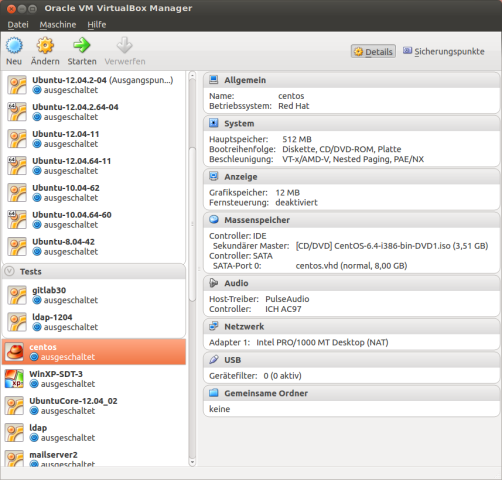 Oracle VM VirtualBox Manager
Datei Maschine Hilfe
Neu Ändern Starten Verwerfen
Details Sicherungspunkte
Ubuntu-12.04.2-04 (Ausgangspun...)
ausgeschaltet
Ubuntu-12.04.2.64-04
ausgeschaltet
Ubuntu-12.04-11
ausgeschaltet
Ubuntu-12.04.64-11
ausgeschaltet
Ubuntu-10.04-62
ausgeschaltet
Ubuntu-10.04.64-60
ausgeschaltet
Ubuntu-8.04-42
ausgeschaltet
Tests
gitlab30
ausgeschaltet
ldap-1204
ausgeschaltet
centos
ausgeschaltet
WinXP-SDT-3
ausgeschaltet
UbuntuCore-12.04_02
ausgeschaltet
ldap
ausgeschaltet
mailserver2
ausgeschaltet
Allgemein
Name: centos
Betriebssystem: Red Hat
System
Hauptspeicher: 512 MB
Bootreihenfolge: Diskette, CD/DVD-ROM, Platte
Beschleunigung: VT-x/AMD-V, Nested Paging, PAE/NX
Anzeige
Grafikspeicher: 12 MB
Fernsteuerung: deaktiviert
Massenspeicher
Controller: IDE
Sekundärer Master: [CD/DVD] CentOS-6.4-i386-bin-DVD1.iso (3,51 GB)
Controller: SATA
SATA-Port 0: centos.vhd (normal, 8,00 GB)
Audio
Host-Treiber: PulseAudio
Controller: ICH AC97
Netzwerk
Adapter 1: Intel PRO/1000 MT Desktop (NAT)
USB
Gerätefilter: 0 (0 aktiv)
Gemeinsame Ordner
keine